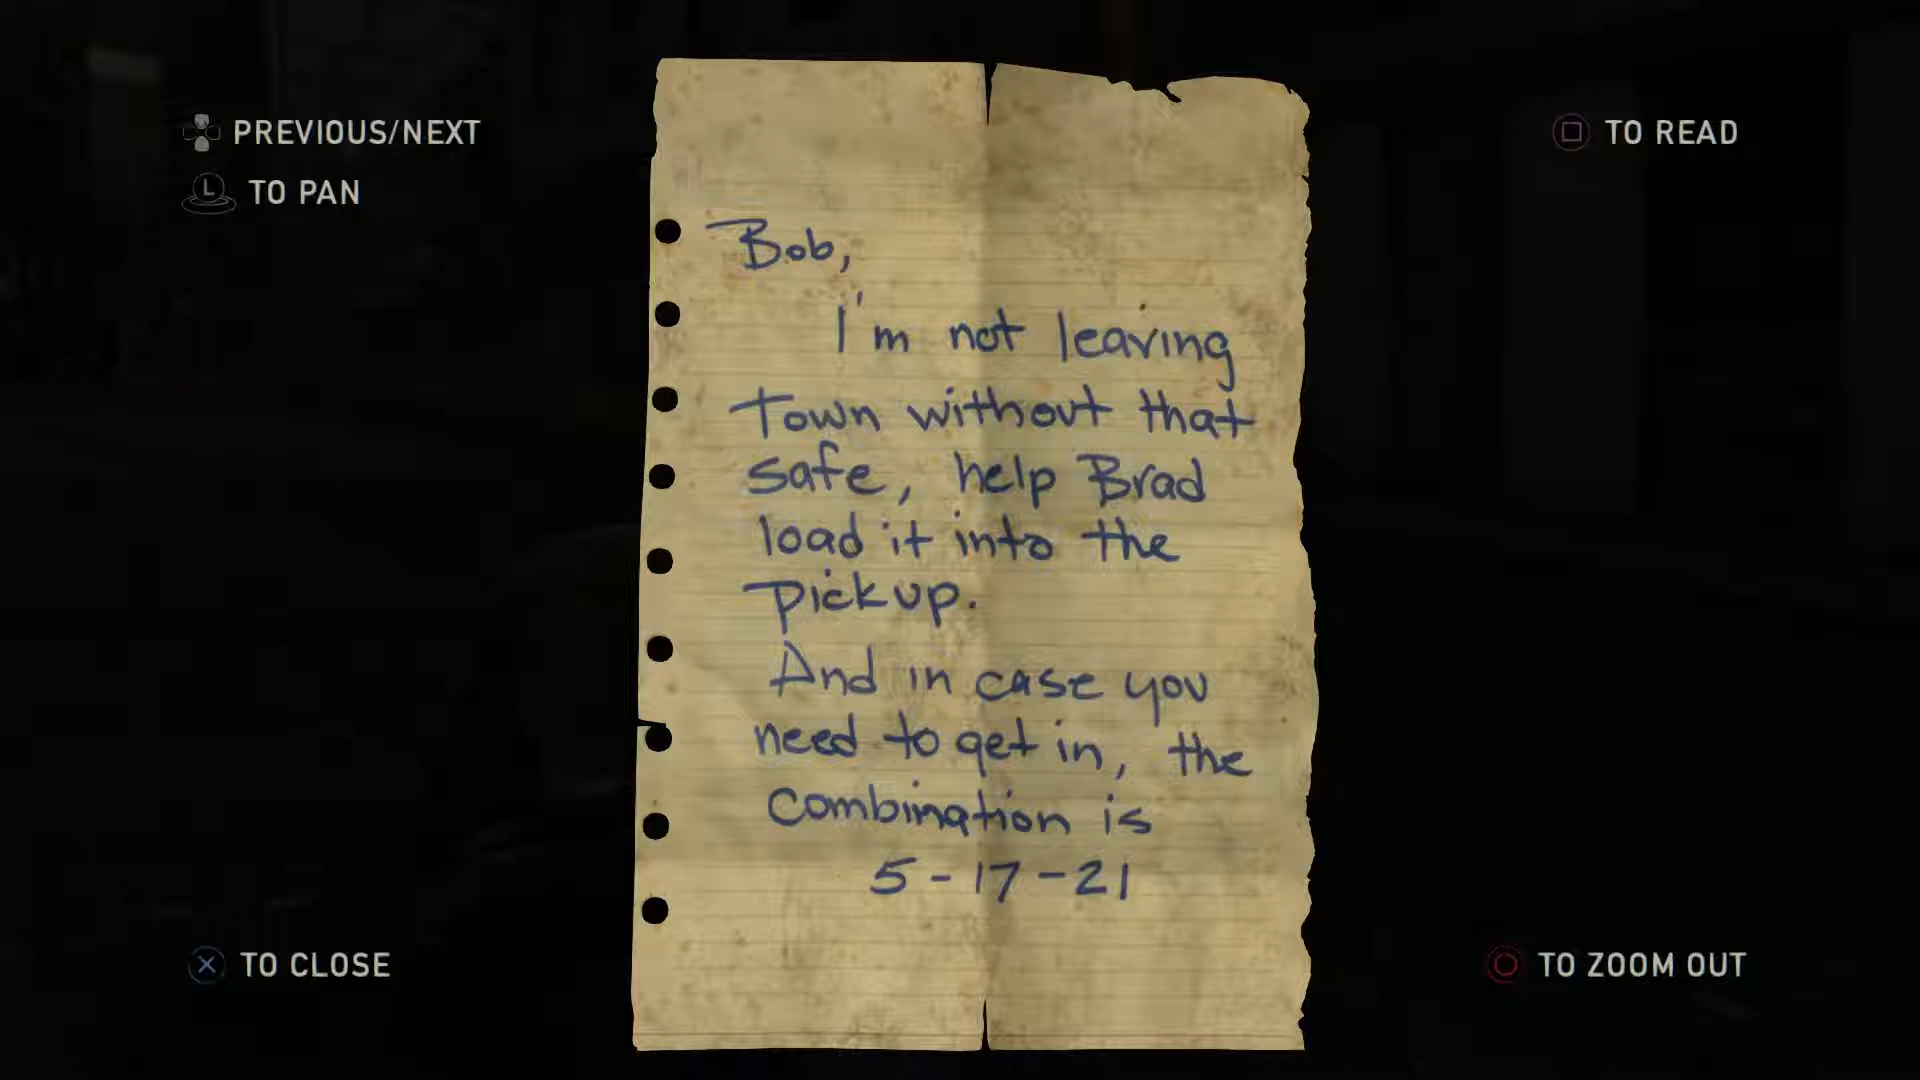 PREVIOUS/NEXT
L TO PAN
TO READ
Bob,
I'm not leaving
Town without that
safe, help Brad
load it into the
Pickup.
And in case you
need to get in, the
combination is
5-17-21
TO CLOSE
TO ZOOM OUT